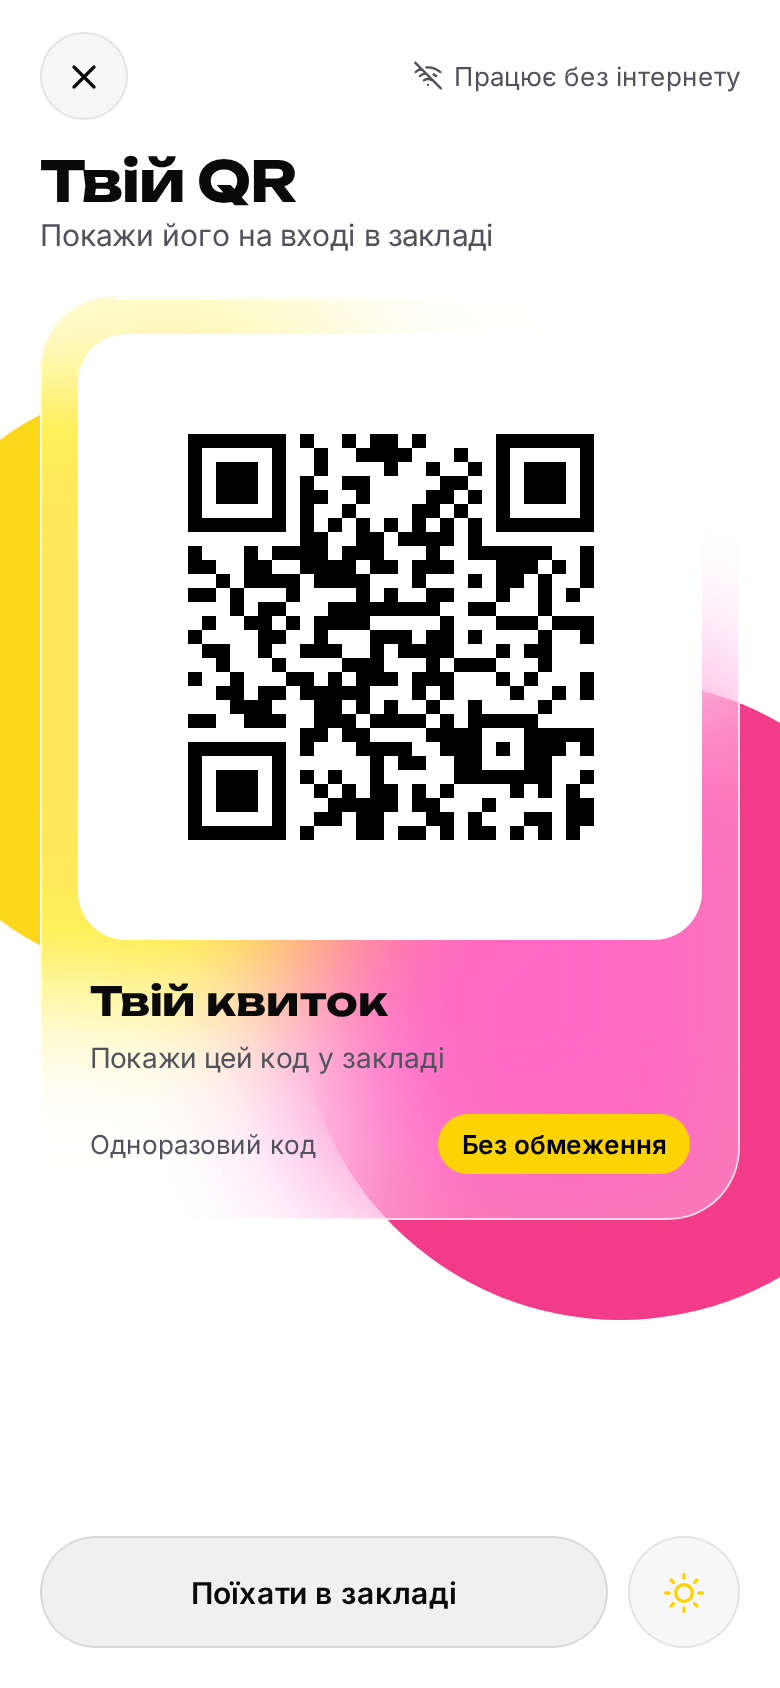 Працює без інтернету
Твій QR
Покажи його на вході в закладі
Твій квиток
Покажи цей код у закладі
Одноразовий код
Без обмеження
Поїхати в закладі